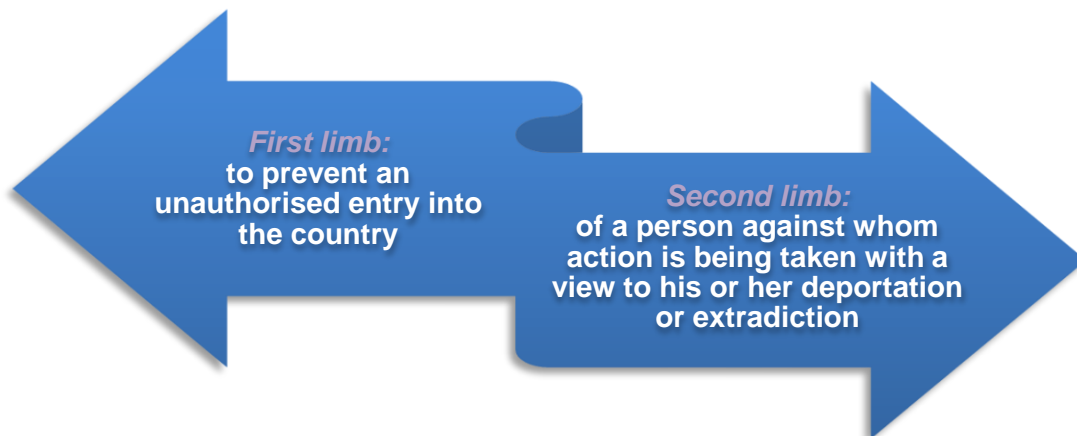 First limb:
to prevent an
unauthorised entry into
the country
Second limb:
of a person against whom
action is being taken with a
view to his or her deportation
or extradiction